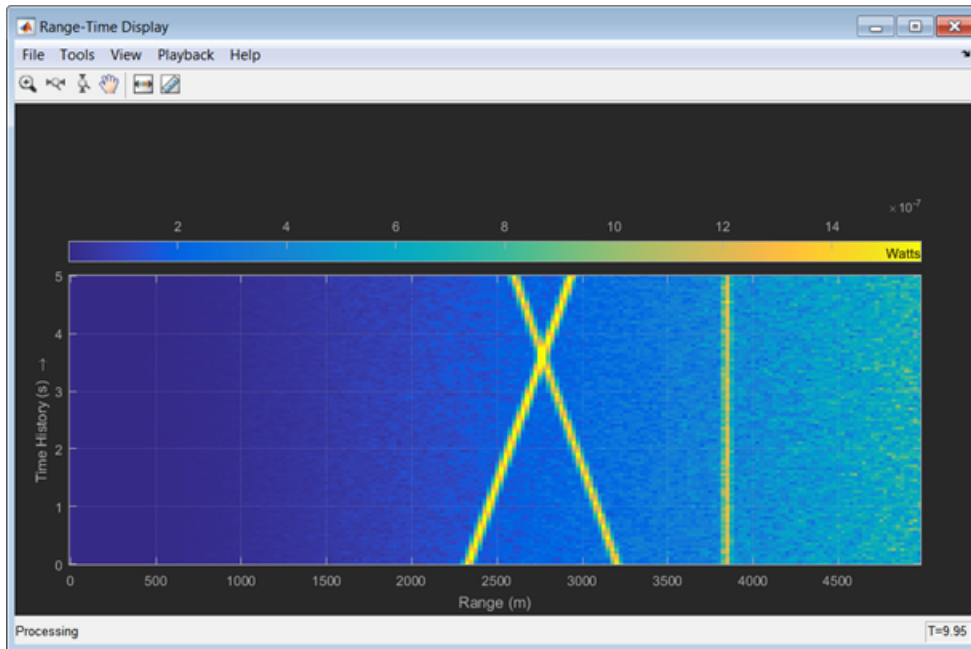 Range-Time Display
File Tools View Playback Help
× 10^-7
2 4 6 8 10 12 14
Watts
5
4
3
2
1
0
Time History (s) →
0 500 1000 1500 2000 2500 3000 3500 4000 4500
Range (m)
Processing T=9.95